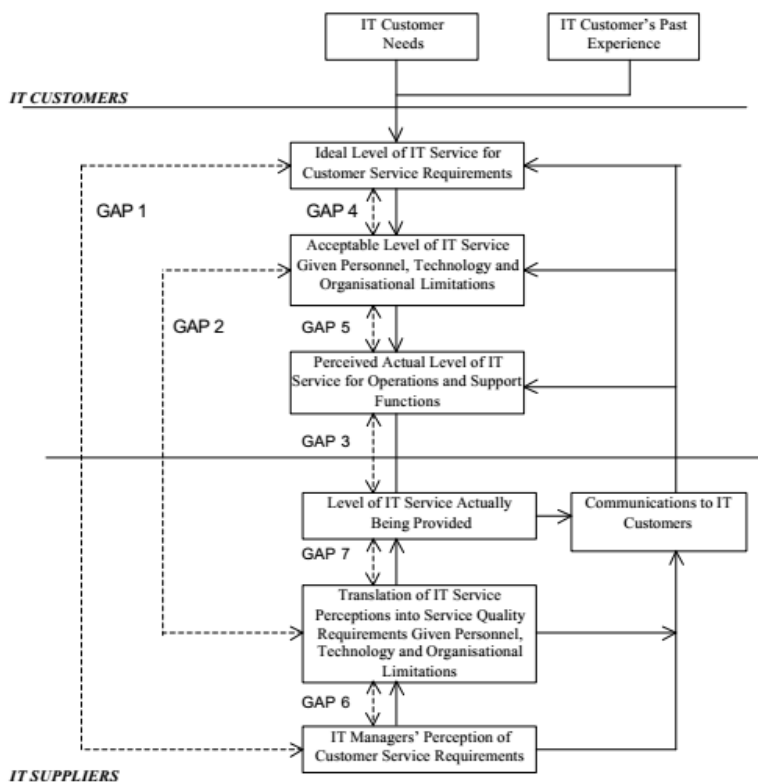 IT Customer
Needs
IT Customer's Past
Experience
IT CUSTOMERS
Ideal Level of IT Service for
Customer Service Requirements
GAP 1
GAP 4
Acceptable Level of IT Service
Given Personnel, Technology and
Organisational Limitations
GAP 2
GAP 5
Perceived Actual Level of IT
Service for Operations and Support
Functions
GAP 3
Level of IT Service Actually
Being Provided
Communications to IT
Customers
GAP 7
Translation of IT Service
Perceptions into Service Quality
Requirements Given Personnel,
Technology and Organisational
Limitations
GAP 6
IT Managers' Perception of
Customer Service Requirements
IT SUPPLIERS